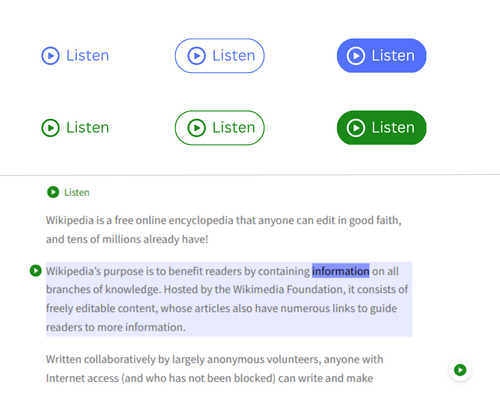 Listen Listen Listen
Listen Listen Listen
Listen
Wikipedia is a free online encyclopedia that anyone can edit in good faith,
and tens of millions already have!
Wikipedia's purpose is to benefit readers by containing information on all
branches of knowledge. Hosted by the Wikimedia Foundation, it consists of
freely editable content, whose articles also have numerous links to guide
readers to more information.
Written collaboratively by largely anonymous volunteers, anyone with
Internet access (and who has not been blocked) can write and make